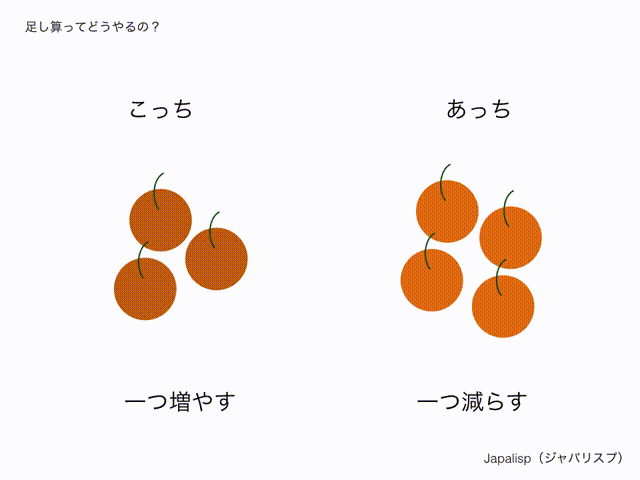 足し算ってどうやるの？
こっち
あっち
一つ増やす
一つ減らす
Japalisp（ジャパリスプ）